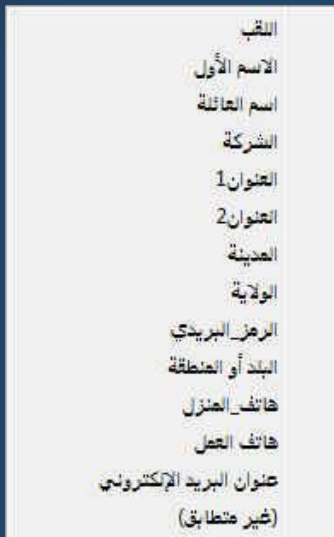 اللقب
الاسم الأول
اسم العائلة
الشركة
العنوان1
العنوان2
المدينة
الولاية
الرمز_البريدي
البلد أو المنطقة
هاتف_المنزل
هاتف العمل
عنوان البريد الإلكتروني
(غير متطابق)